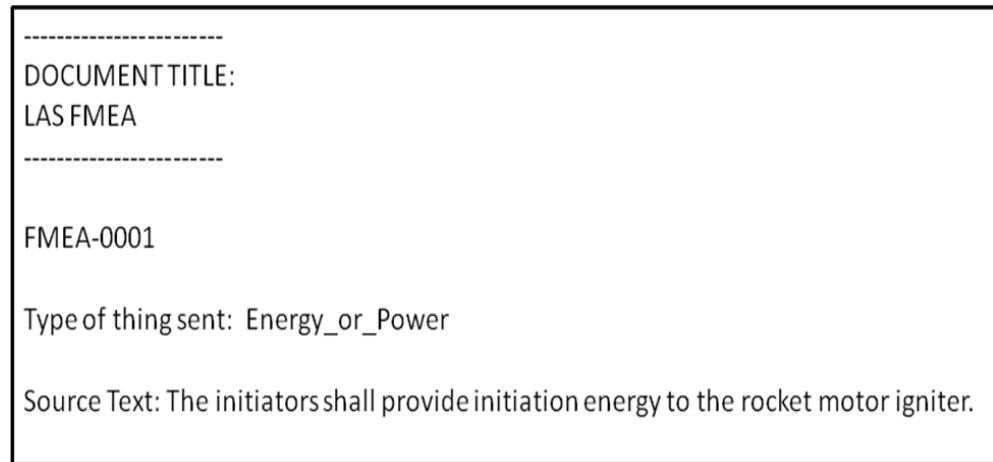 ------------------------
DOCUMENT TITLE:
LAS FMEA
------------------------
FMEA-0001
Type of thing sent: Energy_or_Power
Source Text: The initiators shall provide initiation energy to the rocket motor igniter.